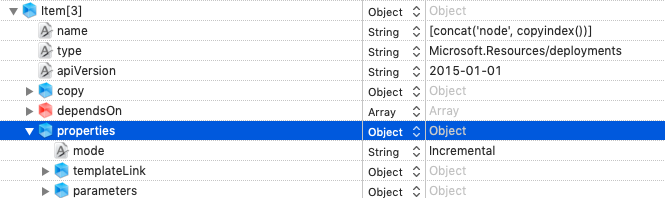 Item[3] Object Object
name String [concat('node', copyindex())]
type String Microsoft.Resources/deployments
apiVersion String 2015-01-01
copy Object Object
dependsOn Array Array
properties Object Object
mode String Incremental
templateLink Object Object
parameters Object Object